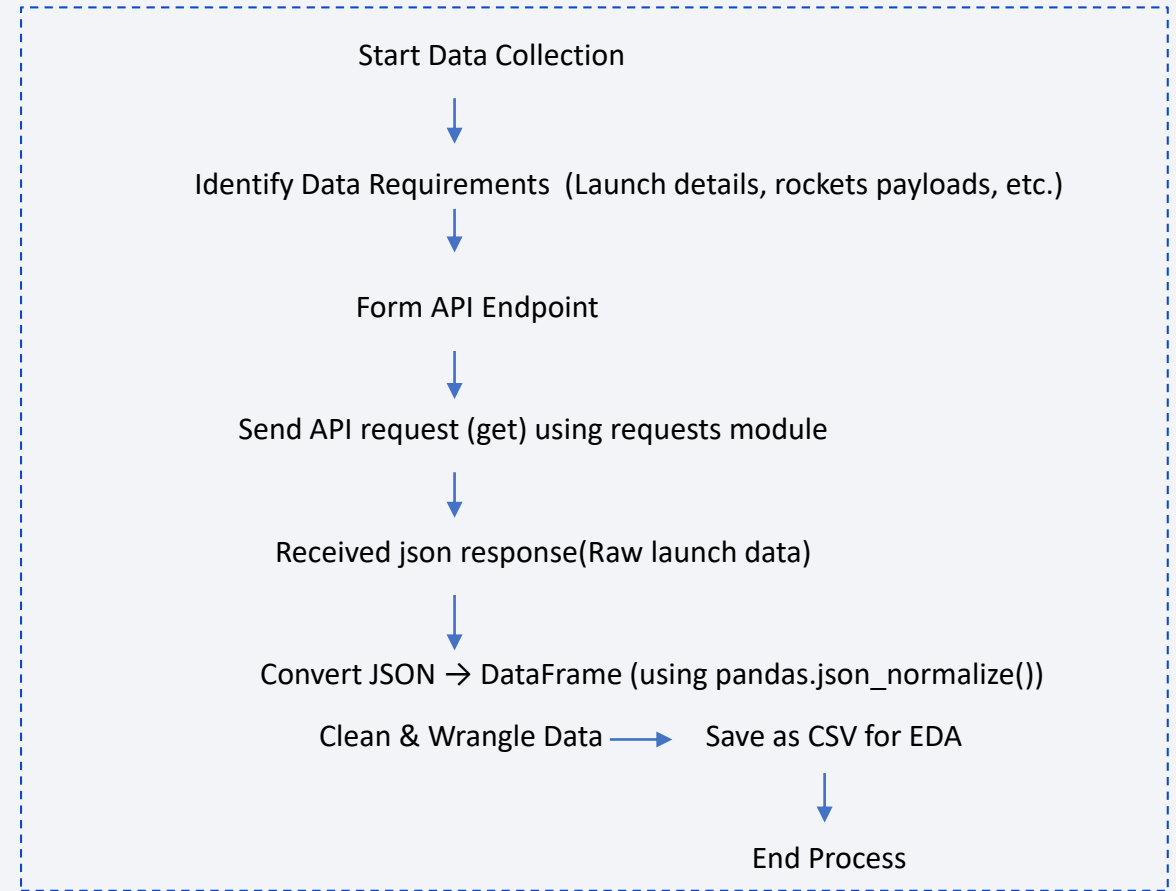 Start Data Collection
Identify Data Requirements  (Launch details, rockets payloads, etc.)
Form API Endpoint
Send API request (get) using requests module
Received json response(Raw launch data)
Convert JSON → DataFrame (using pandas.json_normalize())
Clean & Wrangle Data
Save as CSV for EDA
End Process